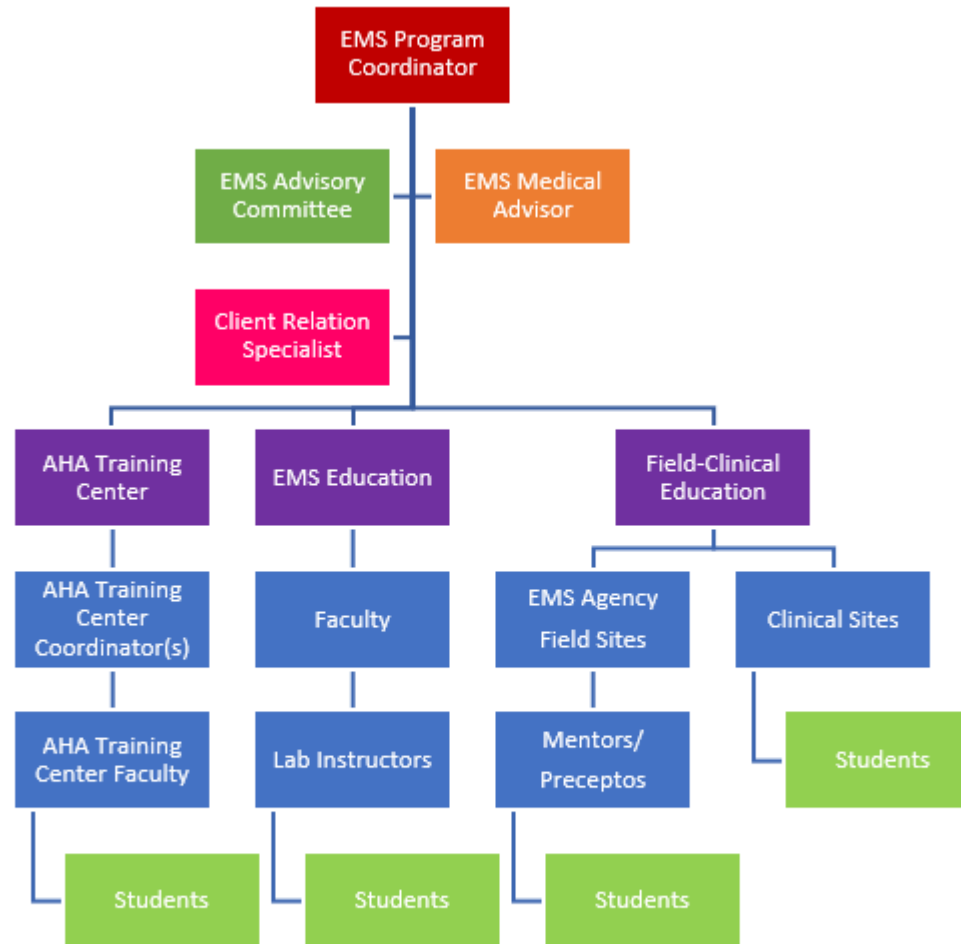 EMS Program
Coordinator
EMS Advisory
Committee
EMS Medical
Advisor
Client Relation
Specialist
AHA Training
Center
EMS Education
Field-Clinical
Education
AHA Training
Center
Coordinator(s)
Faculty
EMS Agency
Field Sites
Clinical Sites
AHA Training
Center Faculty
Lab Instructors
Mentors/
Preceptos
Students
Students
Students
Students